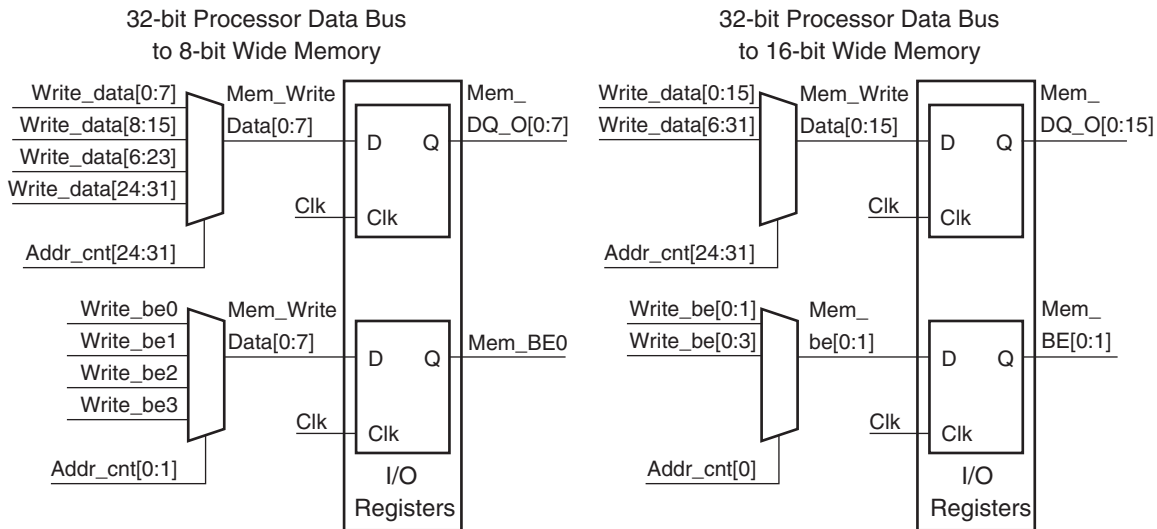 32-bit Processor Data Bus
to 8-bit Wide Memory
Write_data[0:7]
Write_data[8:15]
Write_data[6:23]
Write_data[24:31]
Addr_cnt[24:31]
Mem_Write
Data[0:7]
D
Q
Clk
Clk
Mem_
DQ_O[0:7]
Write_be0
Write_be1
Write_be2
Write_be3
Addr_cnt[0:1]
Mem_Write
Data[0:7]
D
Q
Clk
Clk
Mem_BE0
I/O
Registers
32-bit Processor Data Bus
to 16-bit Wide Memory
Write_data[0:15]
Write_data[6:31]
Addr_cnt[24:31]
Mem_Write
Data[0:15]
D
Q
Clk
Clk
Mem_
DQ_O[0:15]
Write_be[0:1]
Write_be[0:3]
Addr_cnt[0]
Mem_
be[0:1]
D
Q
Clk
Clk
Mem_
BE[0:1]
I/O
Registers